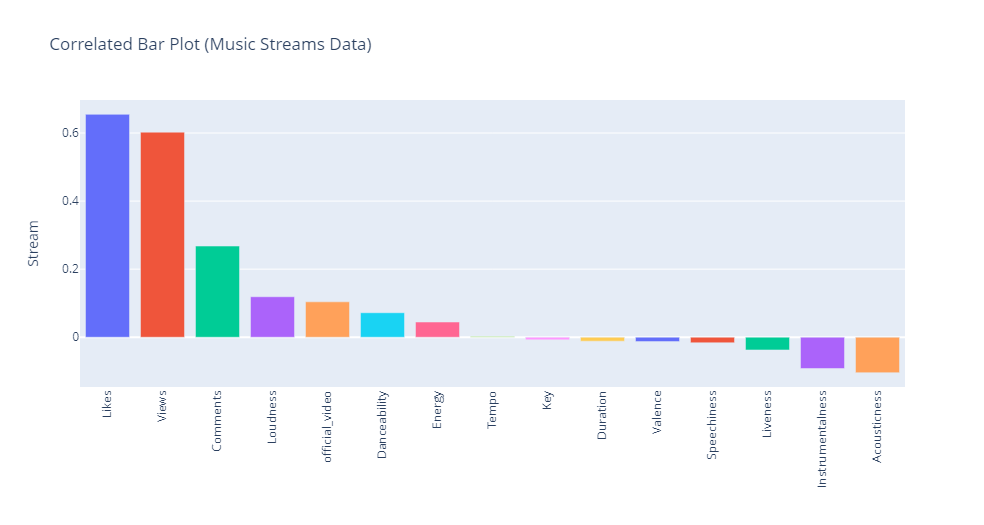 Correlated Bar Plot (Music Streams Data)
Stream
0.6
0.4
0.2
0
Likes
Views
Comments
Loudness
official_video
Danceability
Energy
Tempo
Key
Duration
Valence
Speechiness
Liveness
Instrumentalness
Acousticness